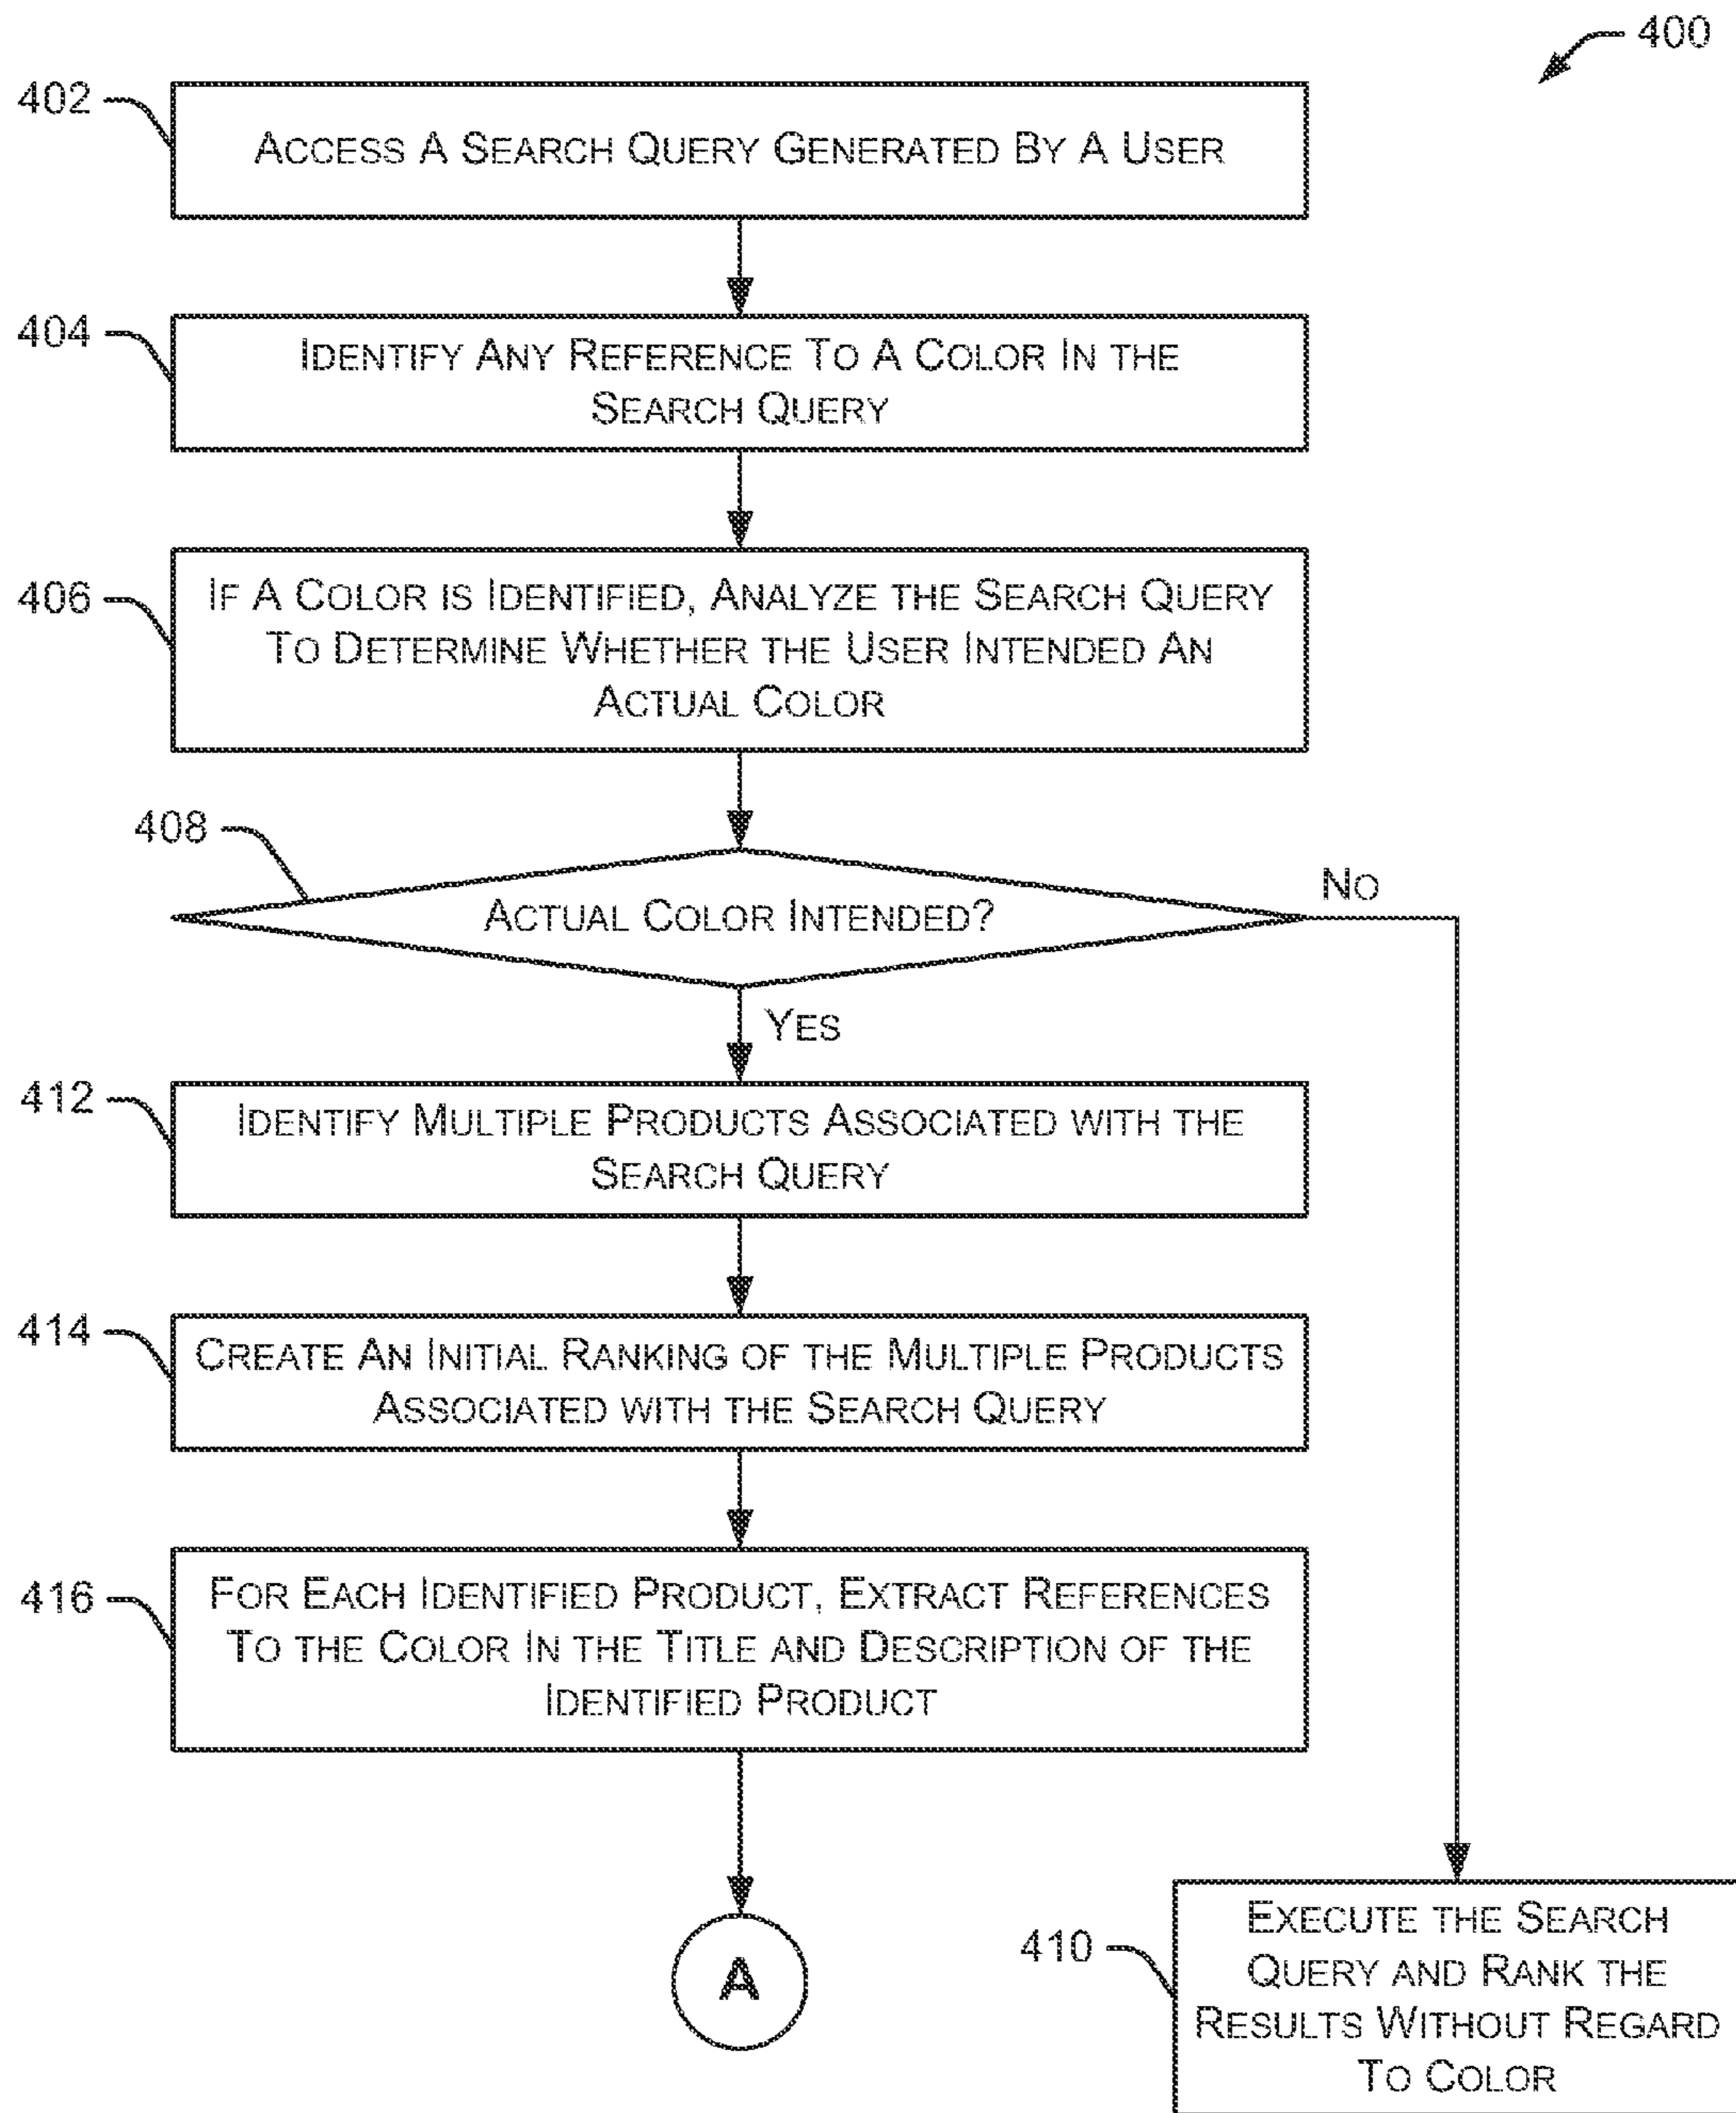 400
402
ACCESS A SEARCH QUERY GENERATED BY A USER
404
IDENTIFY ANY REFERENCE TO A COLOR IN THE
SEARCH QUERY
406
IF A COLOR IS IDENTIFIED, ANALYZE THE SEARCH QUERY
TO DETERMINE WHETHER THE USER INTENDED AN
ACTUAL COLOR
408
ACTUAL COLOR INTENDED?
NO
YES
412
IDENTIFY MULTIPLE PRODUCTS ASSOCIATED WITH THE
SEARCH QUERY
414
CREATE AN INITIAL RANKING OF THE MULTIPLE PRODUCTS
ASSOCIATED WITH THE SEARCH QUERY
416
FOR EACH IDENTIFIED PRODUCT, EXTRACT REFERENCES
TO THE COLOR IN THE TITLE AND DESCRIPTION OF THE
IDENTIFIED PRODUCT
A
410
EXECUTE THE SEARCH
QUERY AND RANK THE
RESULTS WITHOUT REGARD
TO COLOR